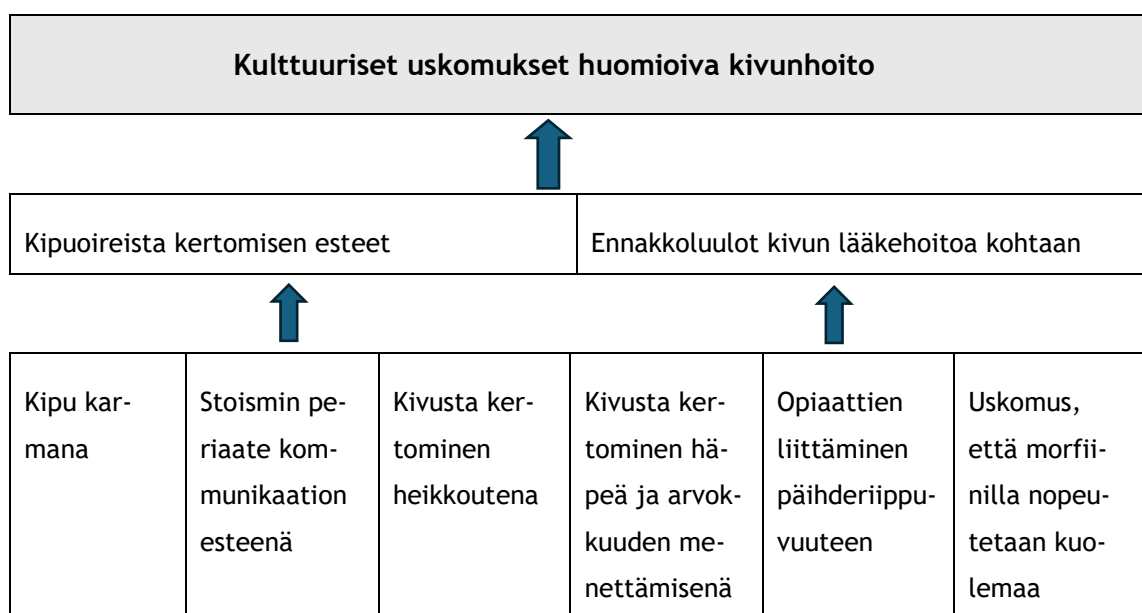 Kulttuuriset uskomukset huomioiva kivunhoito
Kipuoireista kertomisen esteet
Ennakkoluulot kivun lääkehoitoa kohtaan
Kipu kar-
mana
Stoismin pe-
riaate kom-
munikaation
esteenä
Kivusta ker-
tominen
heikkoutena
Kivusta ker-
tominen hä-
peä ja arvok-
kuuden me-
nettämisenä
Opiaattien
liittäminen
päihderiippu-
vuuteen
Uskomus,
että morfii-
nilla nopeu-
tetaan kuo-
lemaa